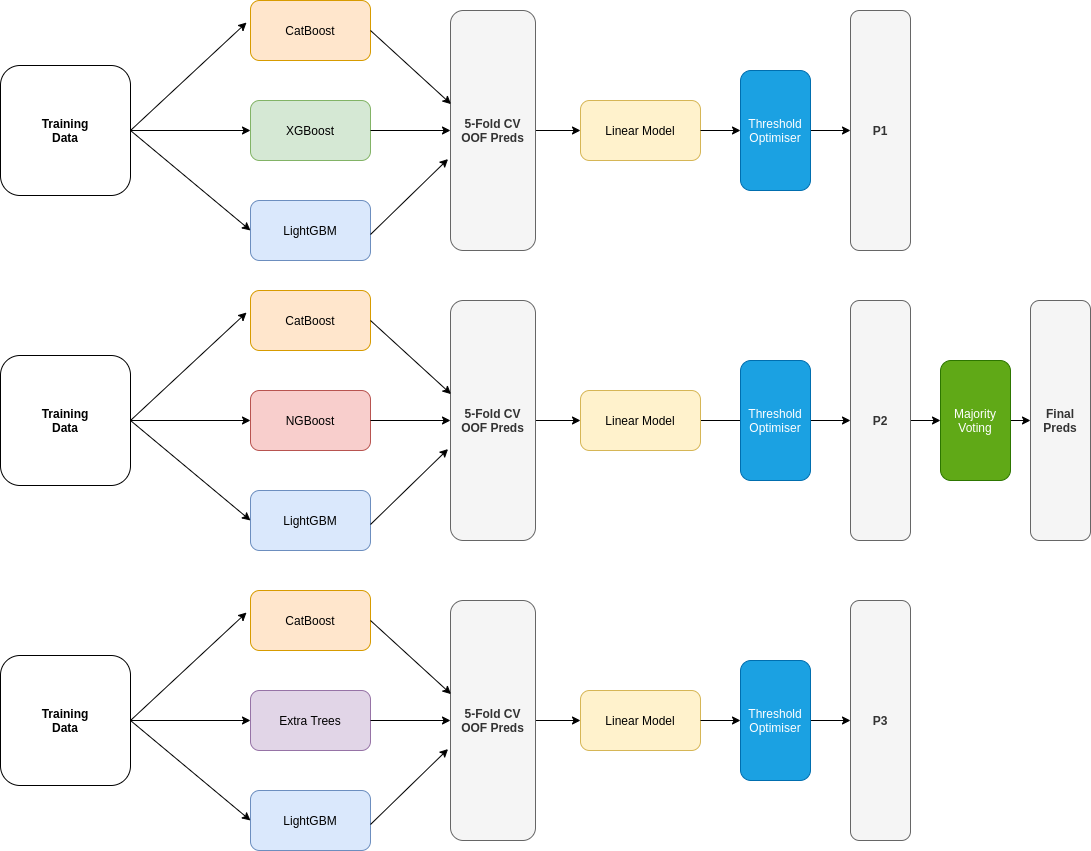 CatBoost
Training
Data
XGBoost
5-Fold CV
OOF Preds
Linear Model
Threshold
Optimiser
P1
LightGBM
CatBoost
Training
Data
NGBoost
5-Fold CV
OOF Preds
Linear Model
Threshold
Optimiser
P2
Majority
Voting
Final
Preds
LightGBM
CatBoost
Training
Data
Extra Trees
5-Fold CV
OOF Preds
Linear Model
Threshold
Optimiser
P3
LightGBM